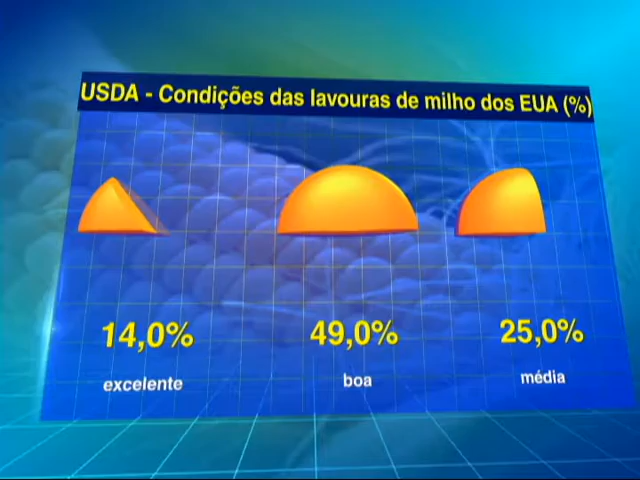 USDA - Condições das lavouras de milho dos EUA (%)
14,0% 49,0% 25,0%
excelente boa média